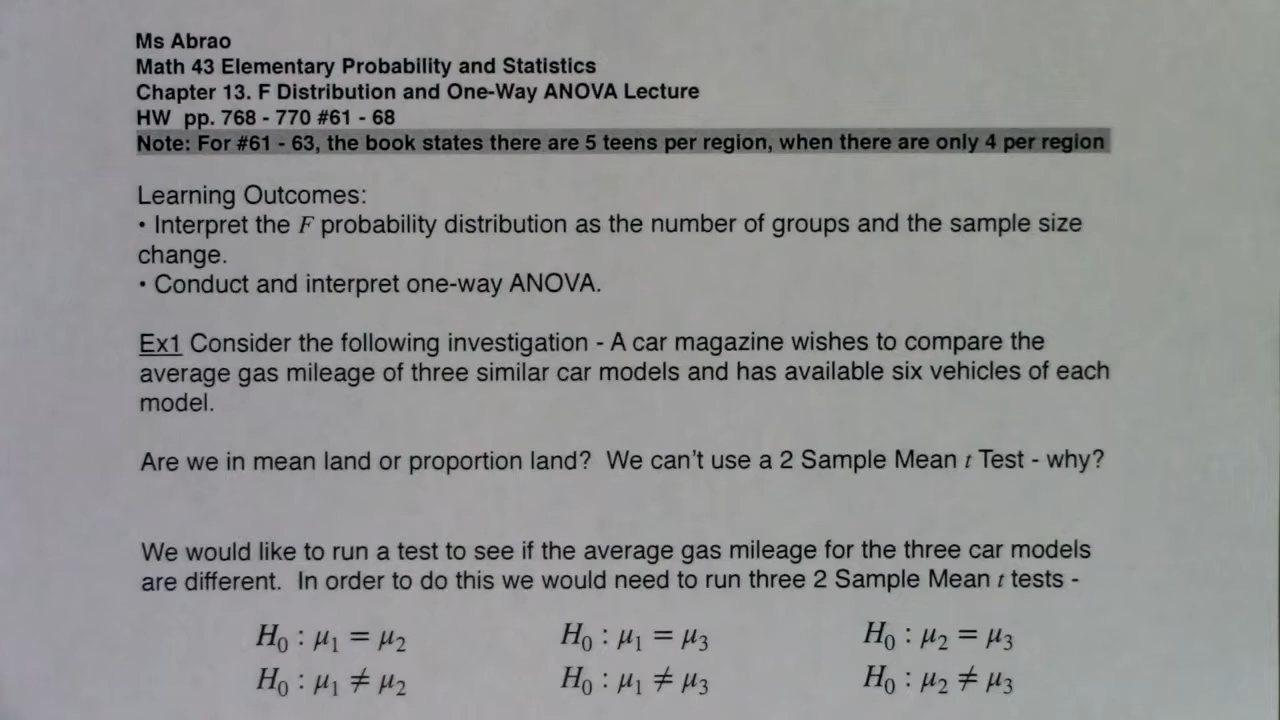 Ms Abrao
Math 43 Elementary Probability and Statistics
Chapter 13. F Distribution and One-Way ANOVA Lecture
HW pp. 768 - 770 #61 - 68
Note: For #61 - 63, the book states there are 5 teens per region, when there are only 4 per region
Learning Outcomes:
• Interpret the F probability distribution as the number of groups and the sample size
change.
• Conduct and interpret one-way ANOVA.
Ex1 Consider the following investigation - A car magazine wishes to compare the
average gas mileage of three similar car models and has available six vehicles of each
model.
Are we in mean land or proportion land? We can't use a 2 Sample Mean t Test - why?
We would like to run a test to see if the average gas mileage for the three car models
are different. In order to do this we would need to run three 2 Sample Mean t tests -
H₀ : μ₁ = μ₂ H₀ : μ₁ = μ₃ H₀ : μ₂ = μ₃
H₀ : μ₁ ≠ μ₂ H₀ : μ₁ ≠ μ₃ H₀ : μ₂ ≠ μ₃